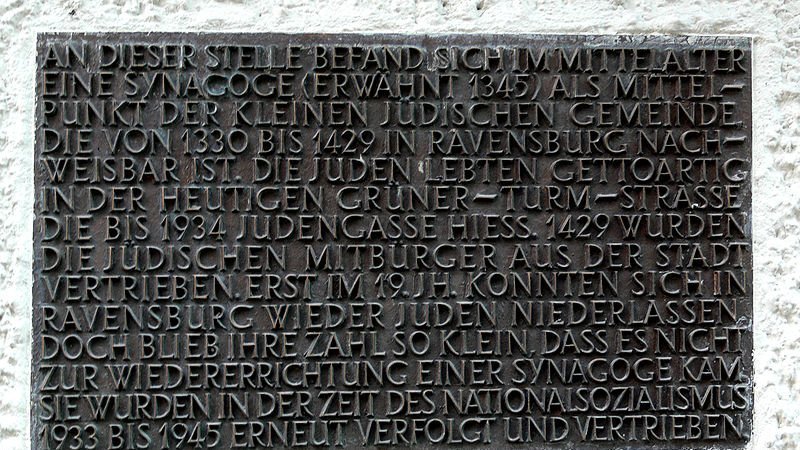 AN DIESER STELLE BEFAND SICH IM MITTELALTER
EINE SYNAGOGE (ERWÄHNT 1345) ALS MITTEL-
PUNKT DER KLEINEN JÜDISCHEN GEMEINDE,
DIE VON 1330 BIS 1429 IN RAVENSBURG NACH-
WEISBAR IST. DIE JUDEN LEBTEN GETTOARTIG
IN DER HEUTIGEN GRÜNER-TURM-STRASSE
DIE BIS 1934 JUDENGASSE HIESS. 1429 WURDEN
DIE JÜDISCHEN MITBÜRGER AUS DER STADT
VERTRIEBEN. ERST IM 19. JH. KONNTEN SICH IN
RAVENSBURG WIEDER JUDEN NIEDERLASSEN.
DOCH BLIEB IHRE ZAHL SO KLEIN, DASS ES NICHT
ZUR WIEDERERRICHTUNG EINER SYNAGOGE KAM.
SIE WURDEN IN DER ZEIT DES NATIONALSOZIALISMUS
1933 BIS 1945 ERNEUT VERFOLGT UND VERTRIEBEN.